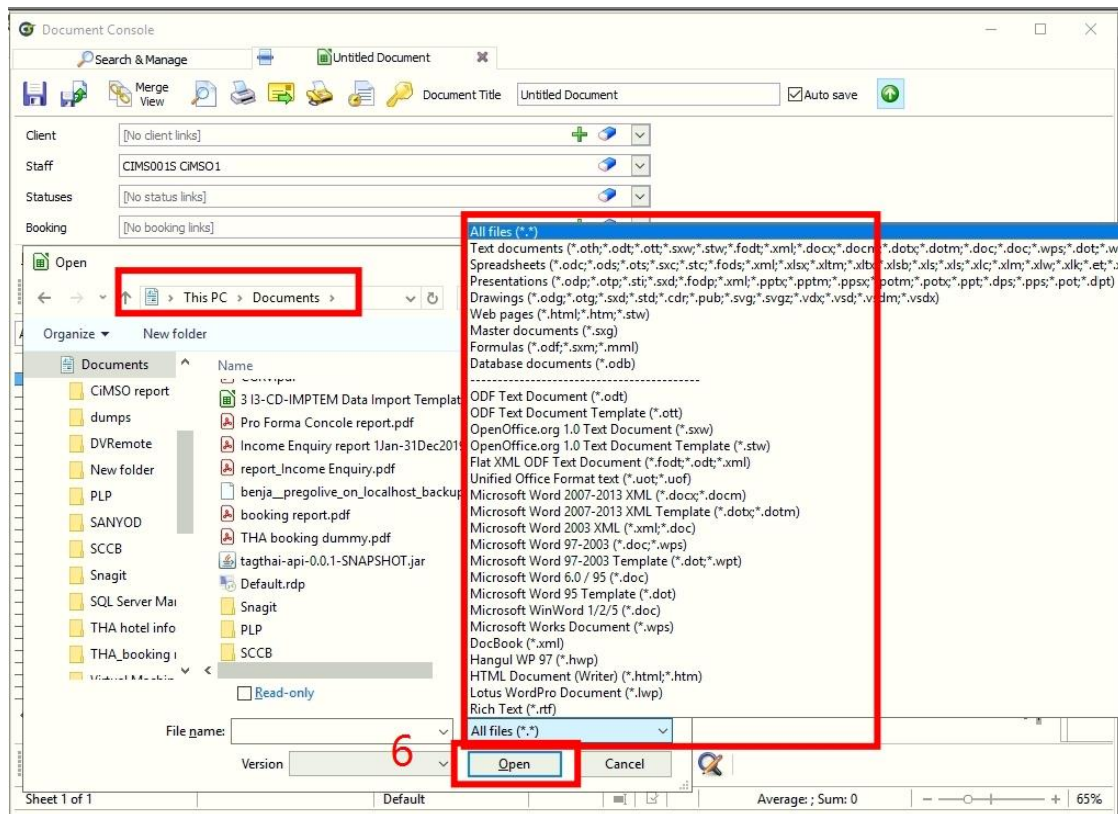 Document Console
Search & Manage
Untitled Document
Merge
View
Document Title
Untitled Document
Auto save
Client
[No client links]
Staff
CIMS001S CiMSO1
Statuses
[No status links]
Booking
[No booking links]
Open
This PC > Documents >
Organize
New folder
Documents
CiMSO report
dumps
DVRemote
New folder
PLP
SANYOD
SCCB
Snagit
SQL Server Mai
THA hotel info
THA_booking
Name
3 I3-CD-IMPTEM Data Import Templat
Pro Forma Concole report.pdf
Income Enquiry report 1Jan-31Dec2019
report_Income Enquiry.pdf
benja__pregolive_on_localhost_backup
booking report.pdf
THA booking dummy.pdf
tagthai-api-0.0.1-SNAPSHOT.jar
Default.rdp
Snagit
PLP
SCCB
Read-only
All files (*.*)
Text documents (*.oth;*.odt;*.ott;*.sxw;*.stw;*.fodt;*.xml;*.docx;*.docm;*.dotx;*.dotm;*.doc;*.doc;*.wps;*.dot;*.w
Spreadsheets (*.odc;*.ods;*.ots;*.sxc;*.stc;*.fods;*.xml;*.xlsx;*.xltm;*.xltx;*.xlsb;*.xls;*.xls;*.xlc;*.xlm;*.xlw;*.xlk;*.et;*.x
Presentations (*.odp;*.otp;*.sti;*.sxd;*.fodp;*.xml;*.pptx;*.pptm;*.ppsx;*.potm;*.potx;*.ppt;*.dps;*.pps;*.pot;*.dpt)
Drawings (*.odg;*.otg;*.sxd;*.std;*.cdr;*.pub;*.svg;*.svgz;*.vdx;*.vsd;*.vsdm;*.vsdx)
Web pages (*.html;*.htm;*.stw)
Master documents (*.sxg)
Formulas (*.odf;*.sxm;*.mml)
Database documents (*.odb)
-------------------------------------------
ODF Text Document (*.odt)
ODF Text Document Template (*.ott)
OpenOffice.org 1.0 Text Document (*.sxw)
OpenOffice.org 1.0 Text Document Template (*.stw)
Flat XML ODF Text Document (*.fodt;*.odt;*.xml)
Unified Office Format text (*.uot;*.uof)
Microsoft Word 2007-2013 XML (*.docx;*.docm)
Microsoft Word 2007-2013 XML Template (*.dotx;*.dotm)
Microsoft Word 2003 XML (*.xml;*.doc)
Microsoft Word 97-2003 (*.doc;*.wps)
Microsoft Word 97-2003 Template (*.dot;*.wpt)
Microsoft Word 6.0 / 95 (*.doc)
Microsoft Word 95 Template (*.dot)
Microsoft WinWord 1/2/5 (*.doc)
Microsoft Works Document (*.wps)
DocBook (*.xml)
Hangul WP 97 (*.hwp)
HTML Document (Writer) (*.html;*.htm)
Lotus WordPro Document (*.lwp)
Rich Text (*.rtf)
File name:
All files (*.*)
Version
6
Open
Cancel
Sheet 1 of 1
Default
Average: ; Sum: 0
65%